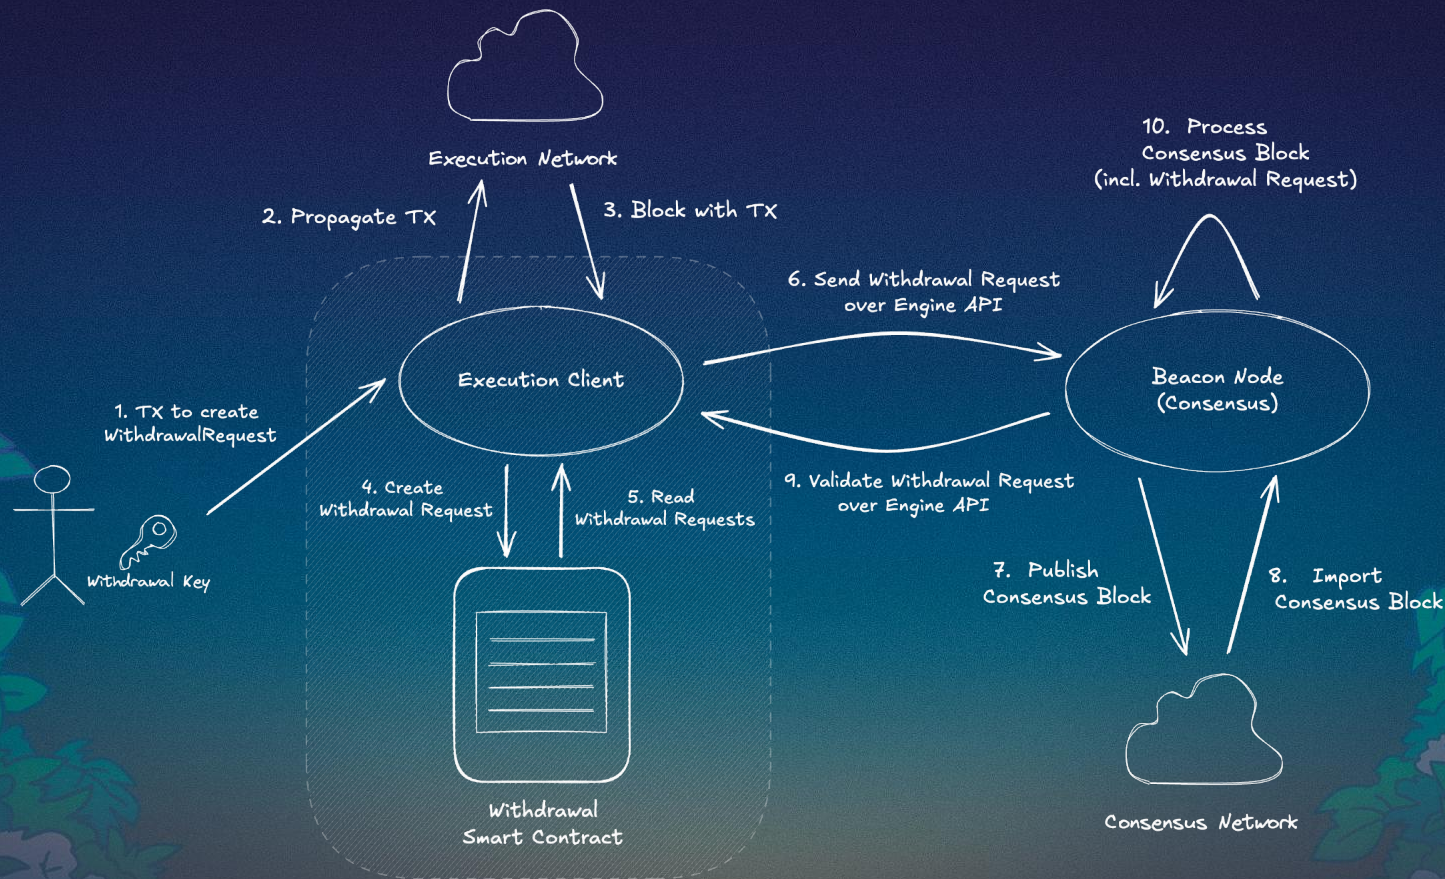 Execution Network
2. Propagate TX
3. Block with TX
10. Process
Consensus Block
(incl. Withdrawal Request)
6. Send Withdrawal Request
over Engine API
Execution Client
Beacon Node
(Consensus)
1. TX to create
WithdrawalRequest
4. Create
Withdrawal Request
5. Read
Withdrawal Requests
9. Validate Withdrawal Request
over Engine API
Withdrawal Key
7. Publish
Consensus Block
8. Import
Consensus Block
Withdrawal
Smart Contract
Consensus Network